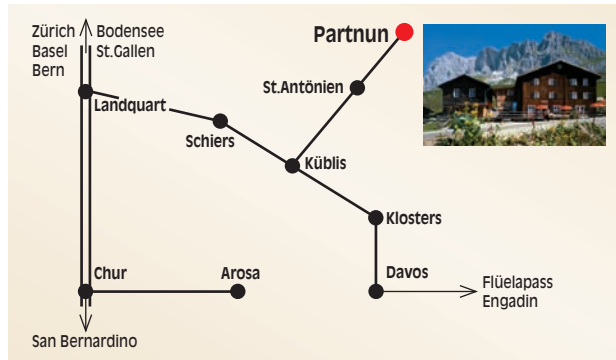 Zürich
Basel
Bern
Bodensee
St.Gallen
Partnun
St.Antönien
Landquart
Schiers
Küblis
Klosters
Chur
Arosa
Davos
Flüelapass
Engadin
San Bernardino